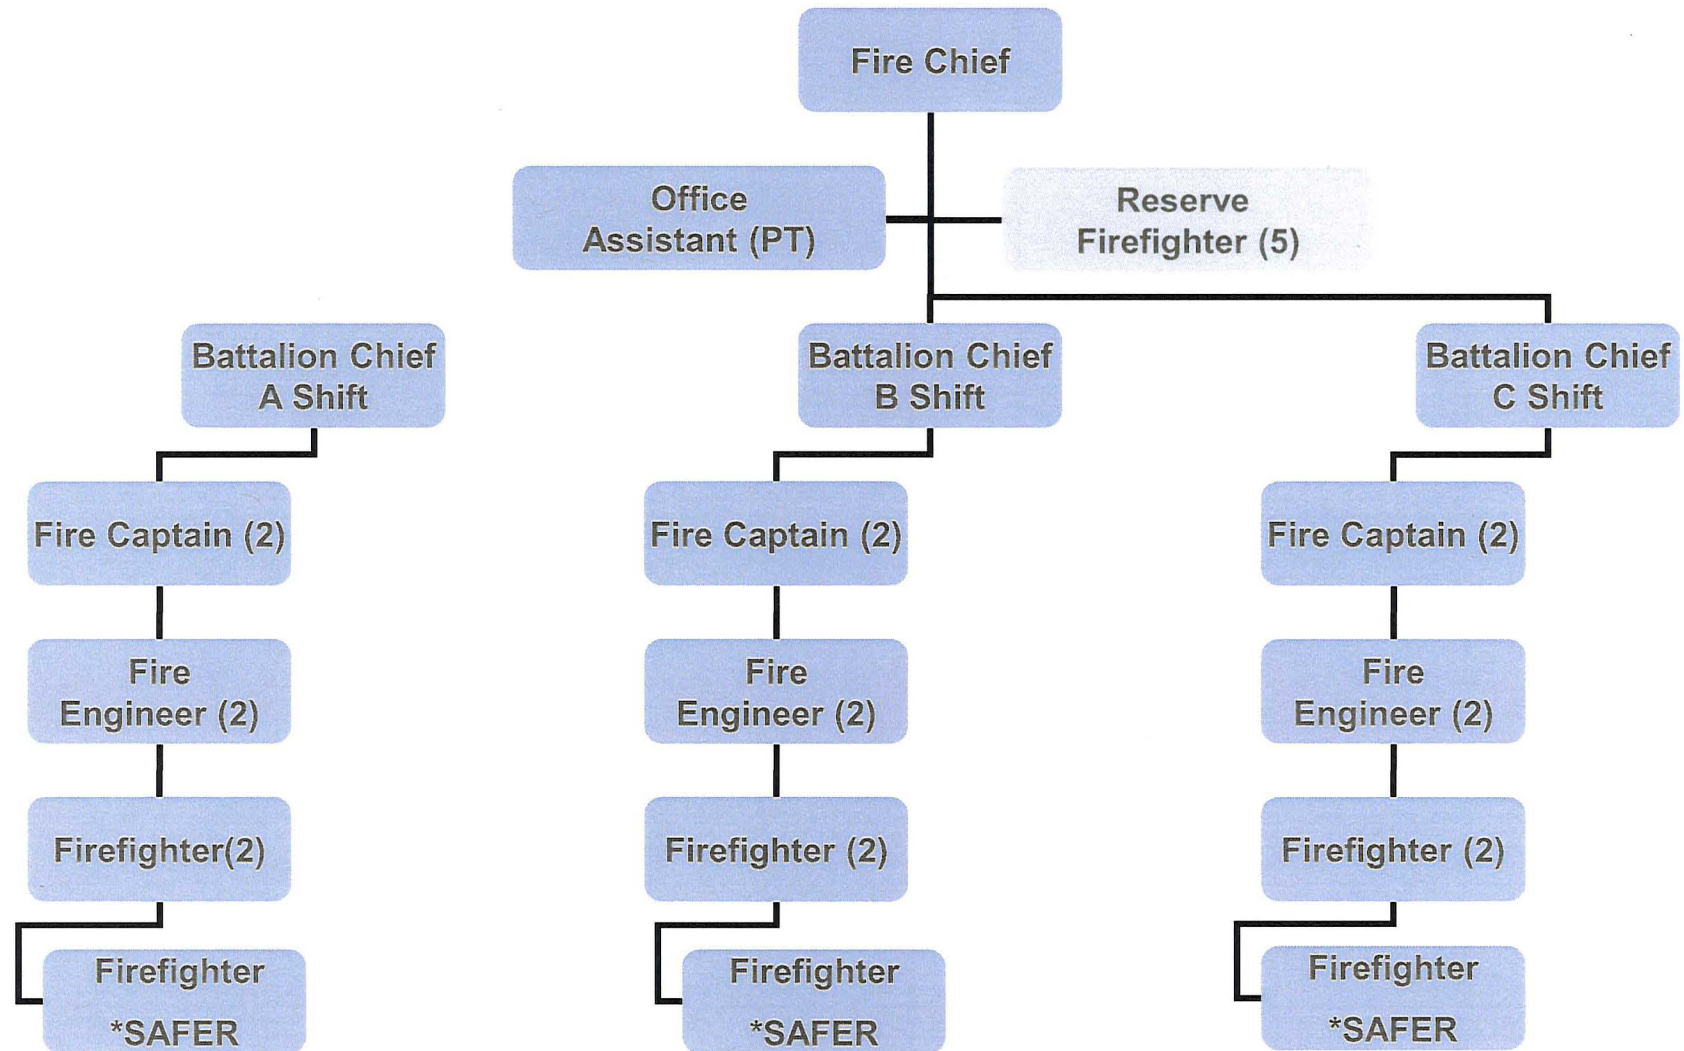 Fire Chief
Office
Assistant (PT)
Reserve
Firefighter (5)
Battalion Chief
A Shift
Battalion Chief
B Shift
Battalion Chief
C Shift
Fire Captain (2)
Fire Captain (2)
Fire Captain (2)
Fire
Engineer (2)
Fire
Engineer (2)
Fire
Engineer (2)
Firefighter(2)
Firefighter (2)
Firefighter (2)
Firefighter
*SAFER
Firefighter
*SAFER
Firefighter
*SAFER